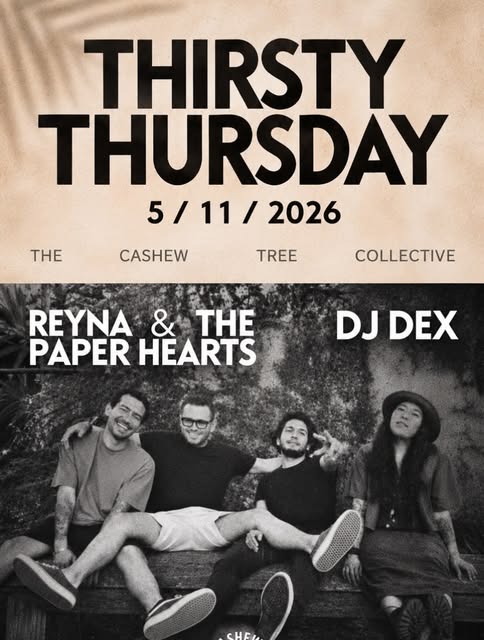 THIRSTY
THURSDAY
5 / 11 / 2026
THE CASHEW TREE COLLECTIVE
REYNA & THE DJ DEX
PAPER HEARTS